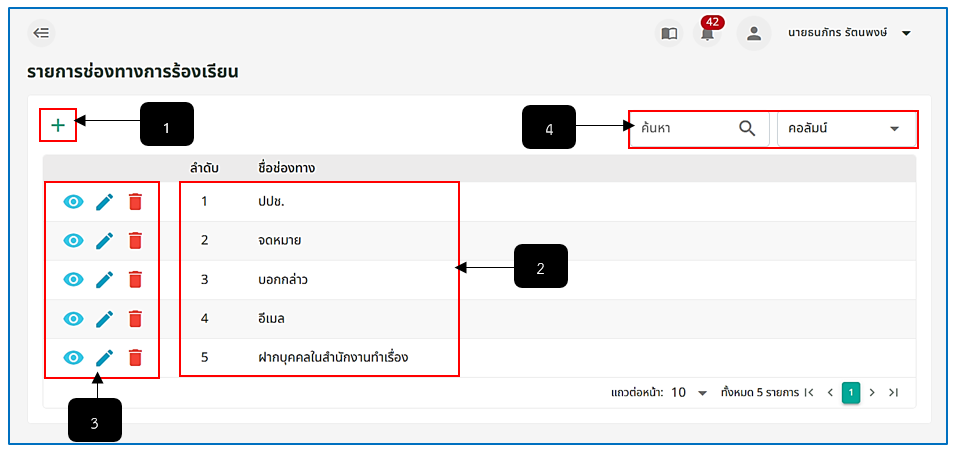 42
นายธนภัทร รัตนพงษ์
รายการช่องทางการร้องเรียน
1
4
ค้นหา
คอลัมน์
ลำดับ ชื่อช่องทาง
1 ปปช.
2 จดหมาย
3 บอกกล่าว
4 อีเมล
5 ฝากบุคคลในสำนักงานทำเรื่อง
2
3
แถวต่อหน้า: 10 ทั้งหมด 5 รายการ 1